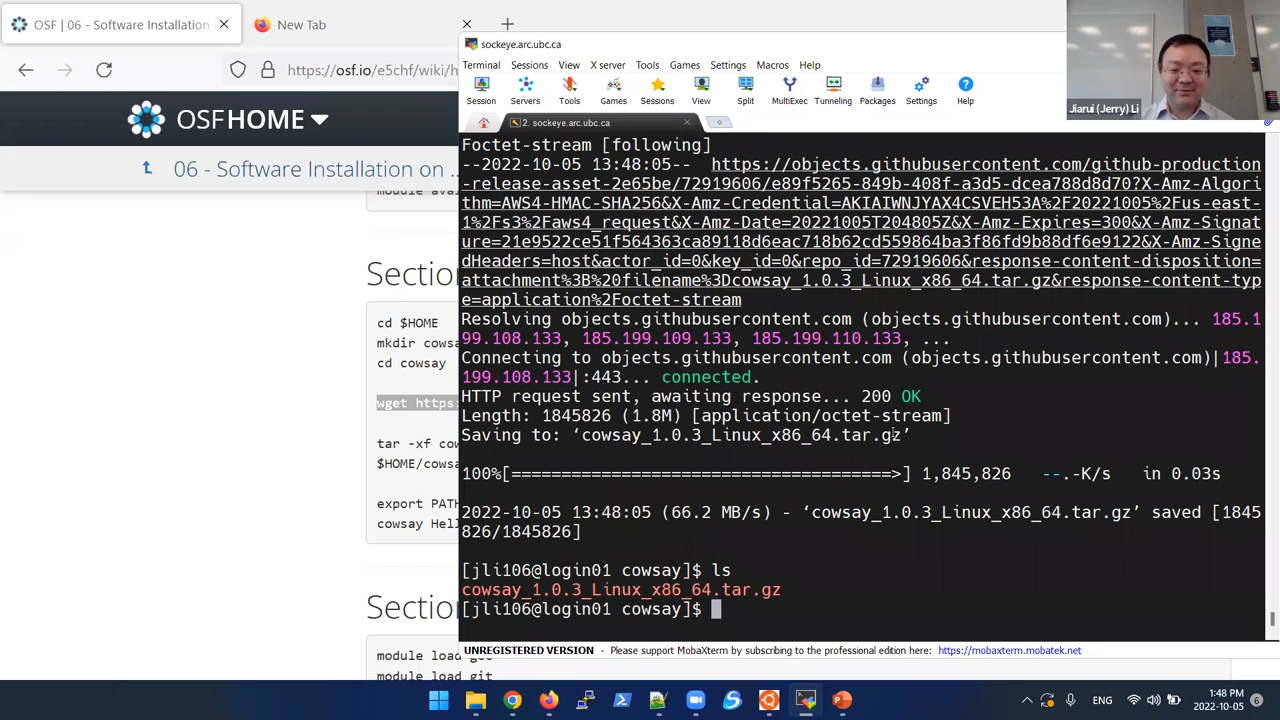 OSF | 06 - Software Installation
New Tab
https://osf.io/e5chf/wiki/h
OSFHOME
06 - Software Installation on ...
module avai
Section
cd $HOME
mkdir cowsa
cd cowsay
wget https:
tar -xf cow
$HOME/cowsa
export PATH
cowsay Hell
Section
module load gcc
module load git
sockeye.arc.ubc.ca
Terminal Sessions View X server Tools Games Settings Macros Help
Session Servers Tools Games Sessions View Split MultiExec Tunneling Packages Settings Help
2. sockeye.arc.ubc.ca
Foctet-stream [following]
--2022-10-05 13:48:05-- https://objects.githubusercontent.com/github-production
-release-asset-2e65be/72919606/e89f5265-849b-408f-a3d5-dcea788d8d70?X-Amz-Algori
thm=AWS4-HMAC-SHA256&X-Amz-Credential=AKIAIWNJYAX4CSVEH53A%2F20221005%2Fus-east-
1%2Fs3%2Faws4_request&X-Amz-Date=20221005T204805Z&X-Amz-Expires=300&X-Amz-Signat
ure=21e9522ce51f564363ca89118d6eac718b62cd559864ba3f86fd9b88df6e9122&X-Amz-Signe
dHeaders=host&actor_id=0&key_id=0&repo_id=72919606&response-content-disposition=
attachment%3B%20filename%3Dcowsay_1.0.3_Linux_x86_64.tar.gz&response-content-typ
e=application%2Foctet-stream
Resolving objects.githubusercontent.com (objects.githubusercontent.com)... 185.1
99.108.133, 185.199.109.133, 185.199.110.133, ...
Connecting to objects.githubusercontent.com (objects.githubusercontent.com)|185.
199.108.133|:443... connected.
HTTP request sent, awaiting response... 200 OK
Length: 1845826 (1.8M) [application/octet-stream]
Saving to: ‘cowsay_1.0.3_Linux_x86_64.tar.gz’
100%[======================================>] 1,845,826 --.-K/s in 0.03s
2022-10-05 13:48:05 (66.2 MB/s) - ‘cowsay_1.0.3_Linux_x86_64.tar.gz’ saved [1845
826/1845826]
[jli106@login01 cowsay]$ ls
cowsay_1.0.3_Linux_x86_64.tar.gz
[jli106@login01 cowsay]$
UNREGISTERED VERSION - Please support MobaXterm by subscribing to the professional edition here: https://mobaxterm.mobatek.net
Jiarui (Jerry) Li
ENG
1:48 PM
2022-10-05
6